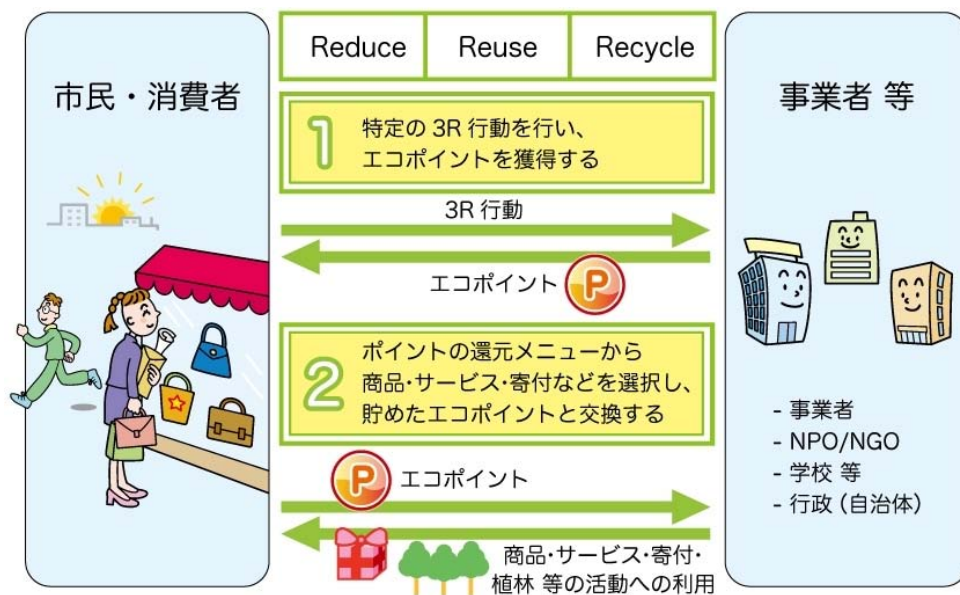 Reduce
Reuse
Recycle
市民・消費者
事業者 等
1
特定の 3R 行動を行い、
エコポイントを獲得する
3R 行動
エコポイント
P
2
ポイントの還元メニューから
商品・サービス・寄付などを選択し、
貯めたエコポイントと交換する
P
エコポイント
商品・サービス・寄付・
植林 等の活動への利用
- 事業者
- NPO/NGO
- 学校 等
- 行政（自治体）